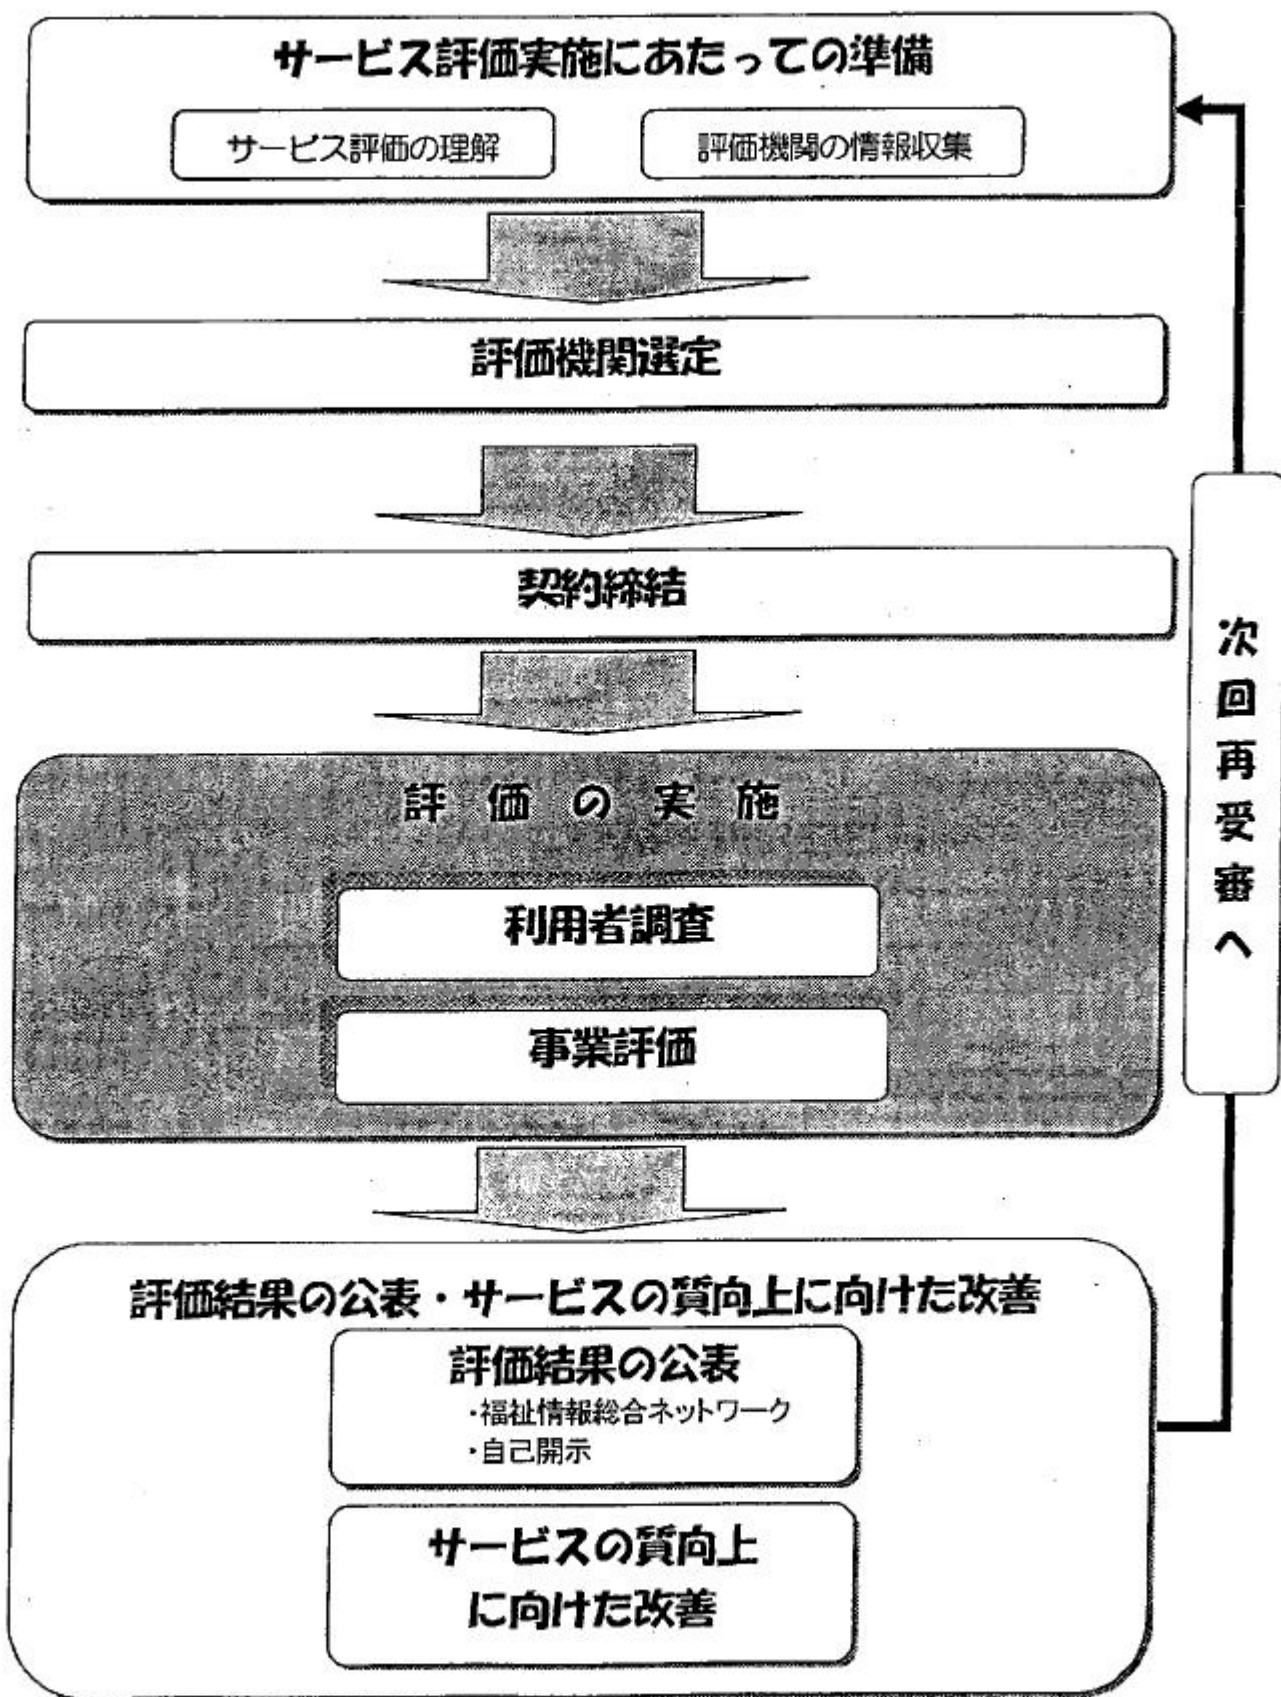 サービス評価実施にあたっての準備
サービス評価の理解
評価機関の情報収集
評価機関選定
契約締結
評価の実施
利用者調査
事業評価
評価結果の公表・サービスの質向上に向けた改善
評価結果の公表
・福祉情報総合ネットワーク
・自己開示
サービスの質向上
に向けた改善
次回再受審へ